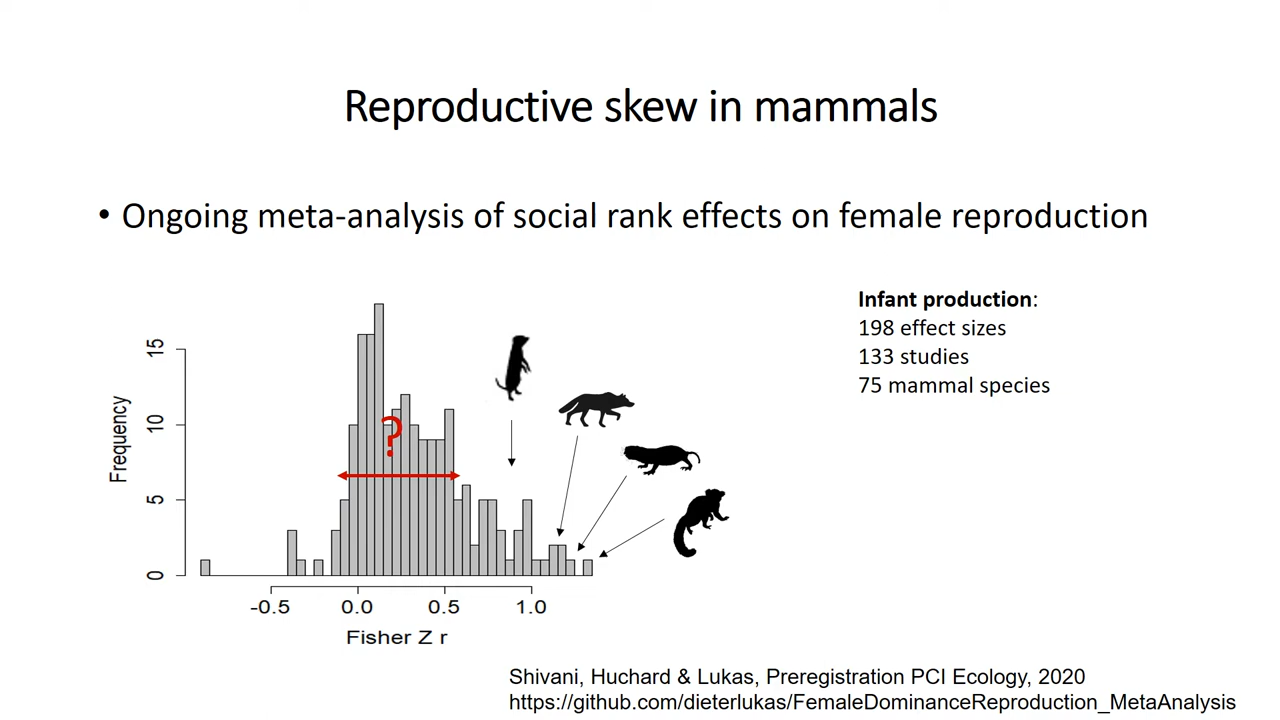 Reproductive skew in mammals
• Ongoing meta-analysis of social rank effects on female reproduction
Infant production:
198 effect sizes
133 studies
75 mammal species
Frequency
15
10
5
0
?
-0.5 0.0 0.5 1.0
Fisher Z r
Shivani, Huchard & Lukas, Preregistration PCI Ecology, 2020
https://github.com/dieterlukas/FemaleDominanceReproduction_MetaAnalysis